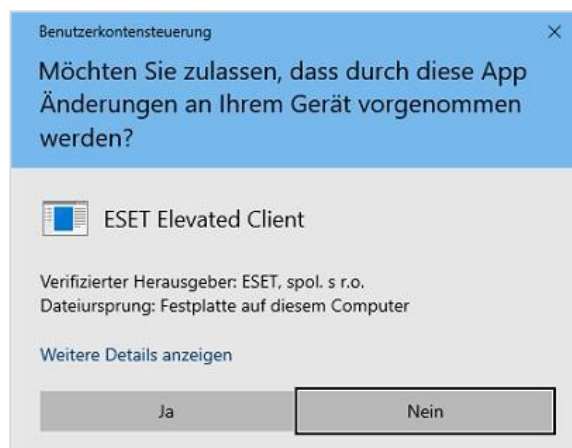 Benutzerkontensteuerung
Möchten Sie zulassen, dass durch diese App
Änderungen an Ihrem Gerät vorgenommen
werden?
ESET Elevated Client
Verifizierter Herausgeber: ESET, spol. s r.o.
Dateiursprung: Festplatte auf diesem Computer
Weitere Details anzeigen
Ja
Nein